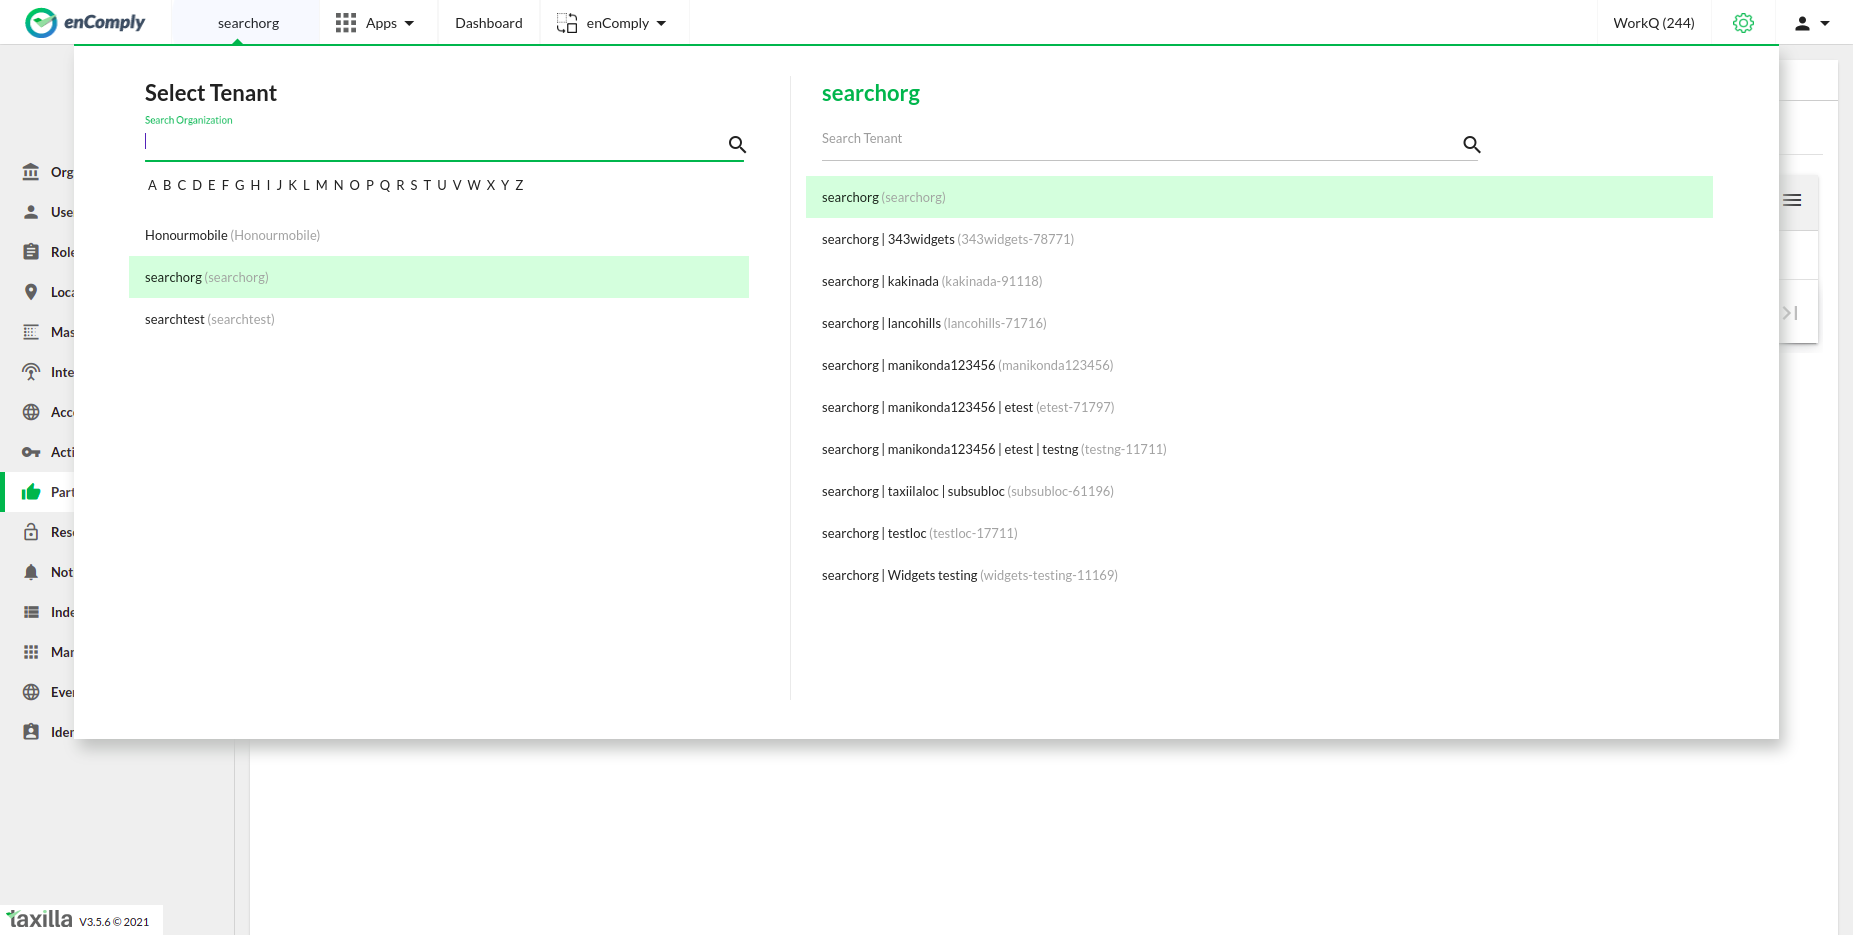 enComply
searchorg
Apps
Dashboard
enComply
WorkQ (244)
Select Tenant
Search Organization
A B C D E F G H I J K L M N O P Q R S T U V W X Y Z
Honourmobile (Honourmobile)
searchorg (searchorg)
searchtest (searchtest)
searchorg
Search Tenant
searchorg (searchorg)
searchorg | 343widgets (343widgets-78771)
searchorg | kakinada (kakinada-91118)
searchorg | lancohills (lancohills-71716)
searchorg | manikonda123456 (manikonda123456)
searchorg | manikonda123456 | etest (etest-71797)
searchorg | manikonda123456 | etest | testng (testng-11711)
searchorg | taxiilaloc | subsubloc (subsubloc-61196)
searchorg | testloc (testloc-17711)
searchorg | Widgets testing (widgets-testing-11169)
Org
Use
Role
Loca
Mas
Inte
Acce
Acti
Part
Rese
Not
Inde
Mar
Ever
Iden
taxilla V3.5.6 © 2021